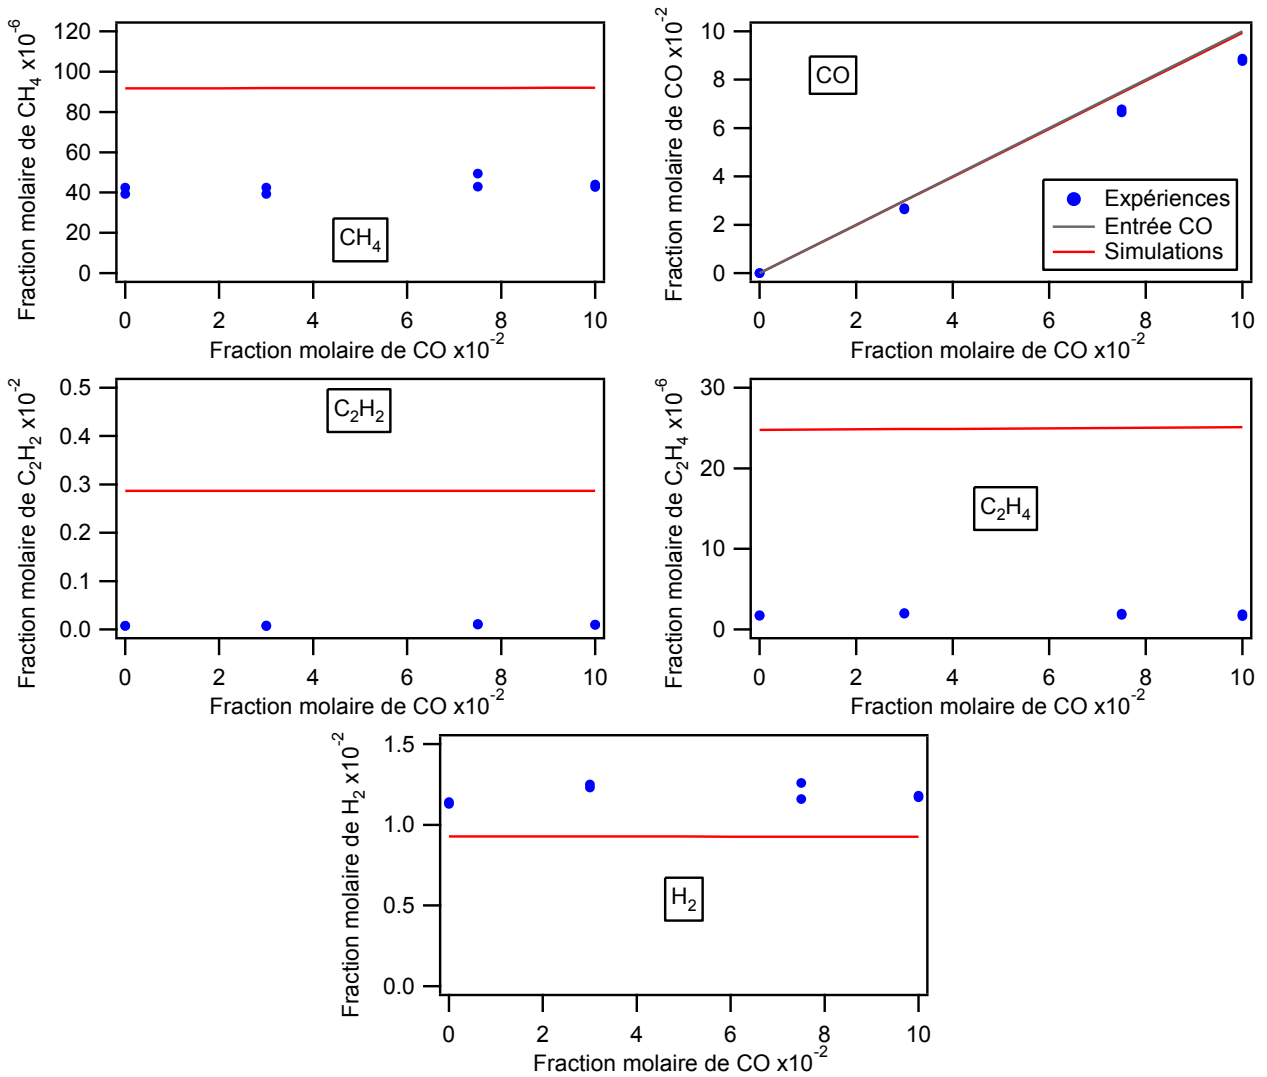 Fraction molaire de CH4 x10-6
120
100
80
60
40
20
0
CH4
0 2 4 6 8 10
Fraction molaire de CO x10-2
Fraction molaire de CO x10-2
10
8
6
4
2
0
CO
Expériences
Entrée CO
Simulations
0 2 4 6 8 10
Fraction molaire de CO x10-2
Fraction molaire de C2H2 x10-2
0.5
0.4
0.3
0.2
0.1
0.0
C2H2
0 2 4 6 8 10
Fraction molaire de CO x10-2
Fraction molaire de C2H4 x10-6
30
20
10
0
C2H4
0 2 4 6 8 10
Fraction molaire de CO x10-2
Fraction molaire de H2 x10-2
1.5
1.0
0.5
0.0
H2
0 2 4 6 8 10
Fraction molaire de CO x10-2